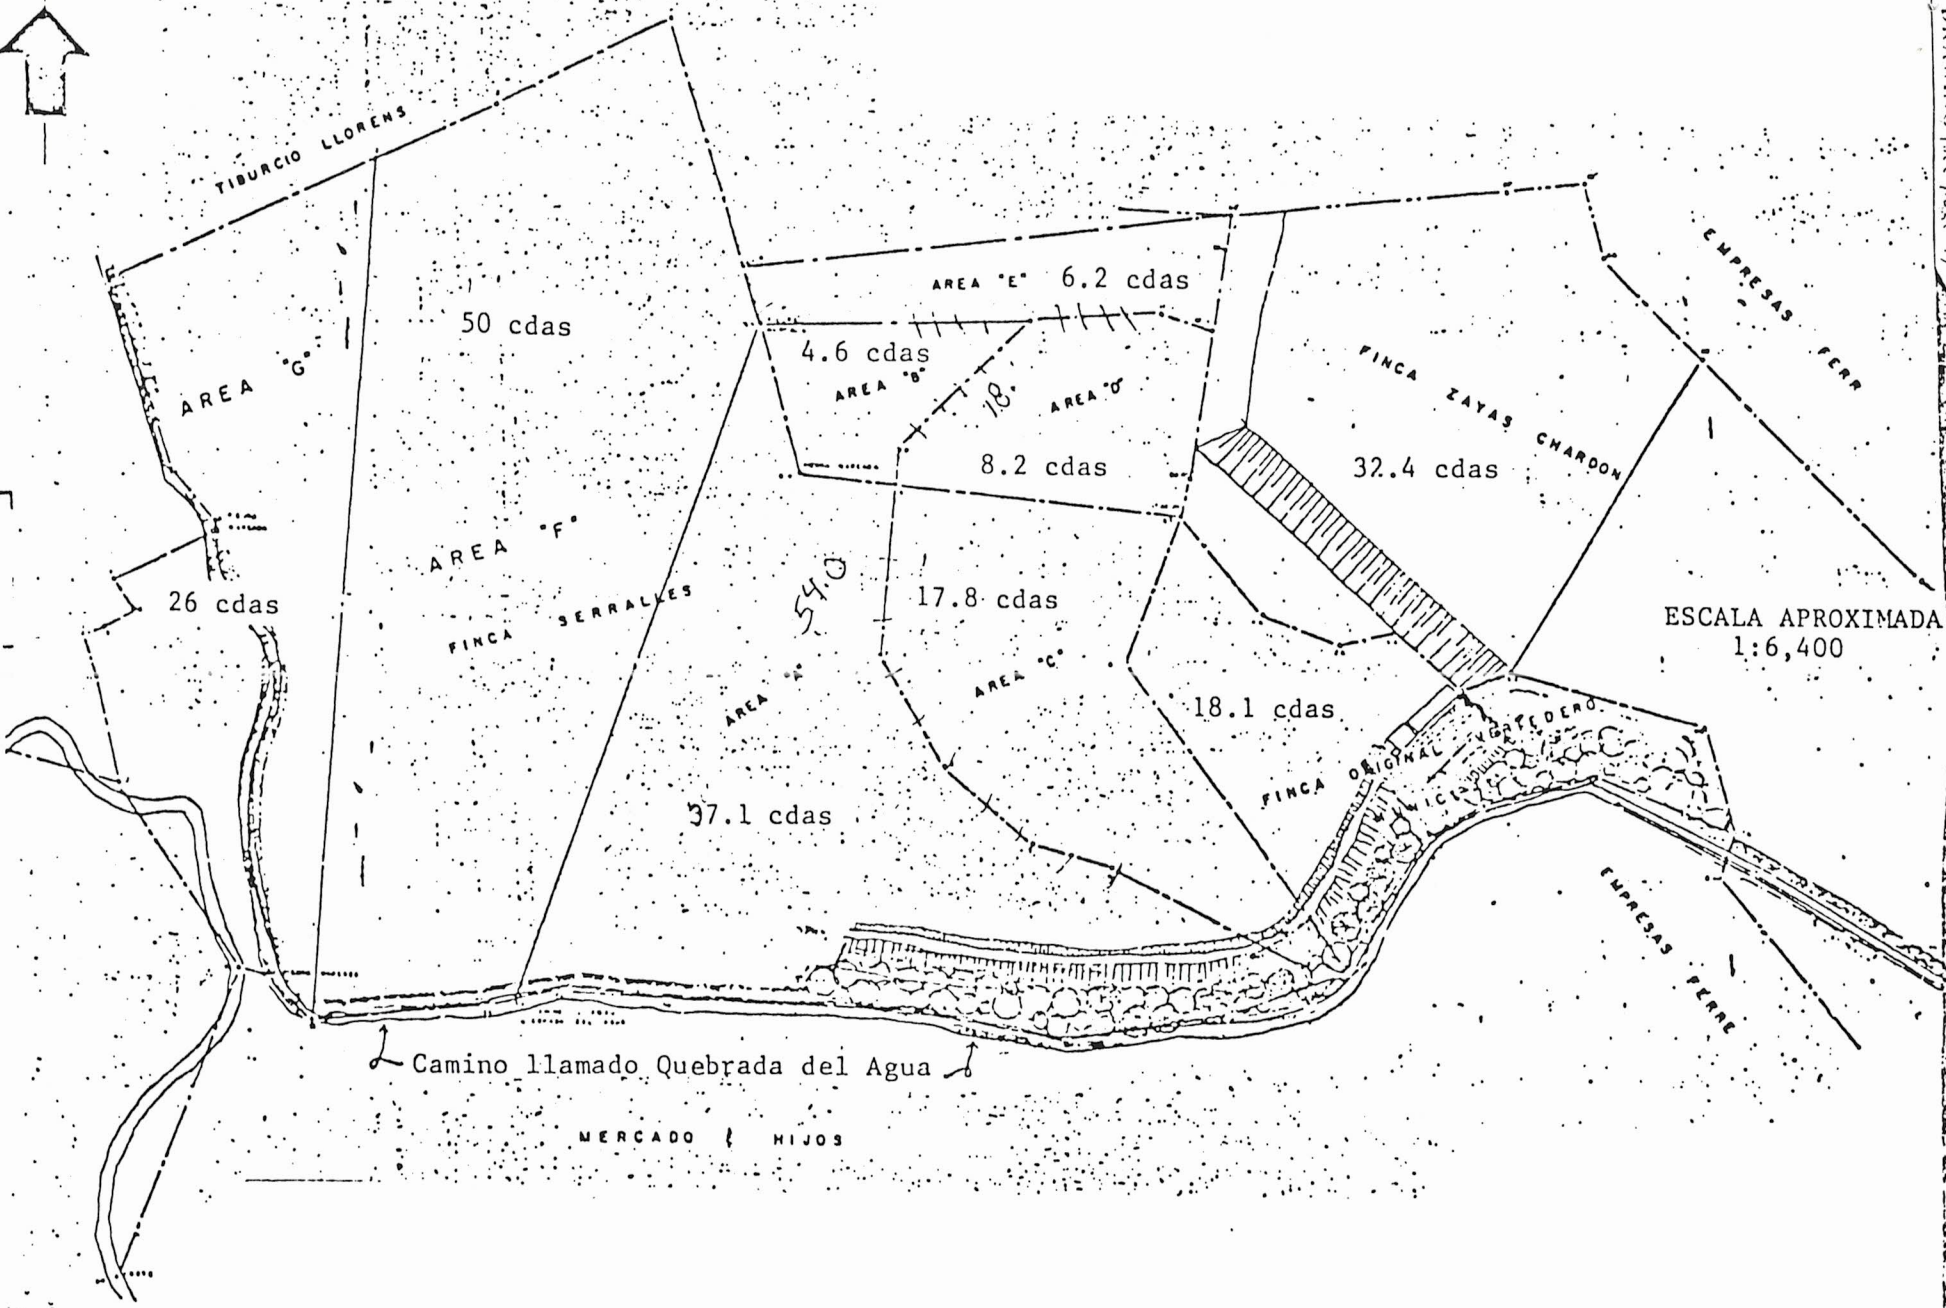 TIBURCIO LLORENS
AREA "G"
50 cdas
AREA "E" 6.2 cdas
4.6 cdas
AREA "B"
18.
AREA "D"
8.2 cdas
EMPRESAS FERR
FINCA ZAYAS CHARDON
32.4 cdas
AREA "F"
FINCA SERRALLES
26 cdas
54.0
17.8 cdas
AREA "A"
AREA "C"
ESCALA APROXIMADA
1:6,400
18.1 cdas
FINCA ORIGINAL VERTEDERO
37.1 cdas
EMPRESAS FERRE
Camino llamado Quebrada del Agua
MERCADO & HIJOS